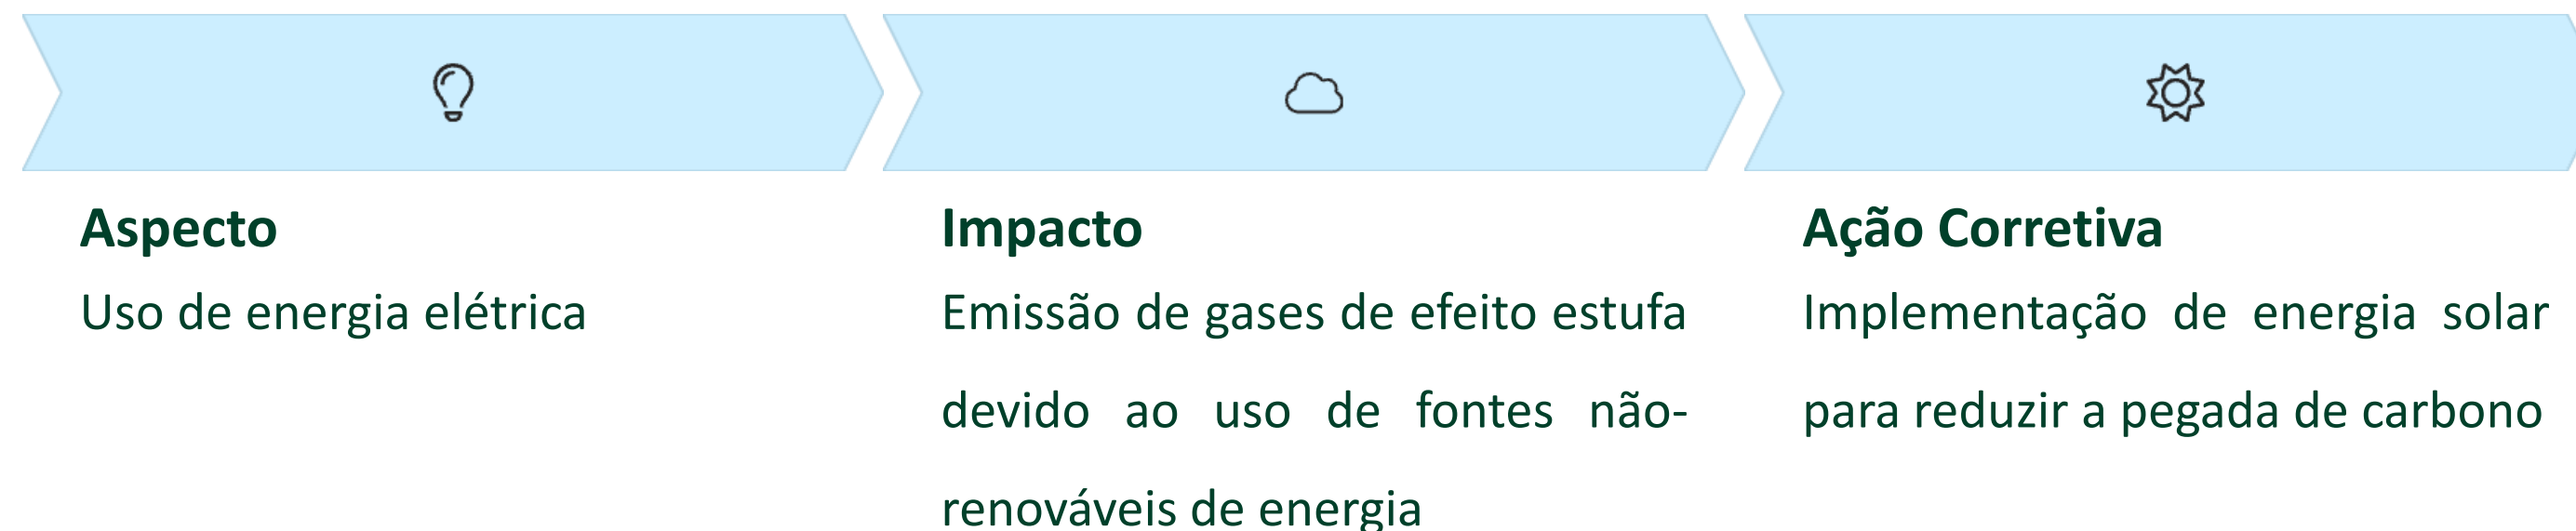 Aspecto
Uso de energia elétrica
Impacto
Emissão de gases de efeito estufa
devido ao uso de fontes não-
renováveis de energia
Ação Corretiva
Implementação de energia solar
para reduzir a pegada de carbono